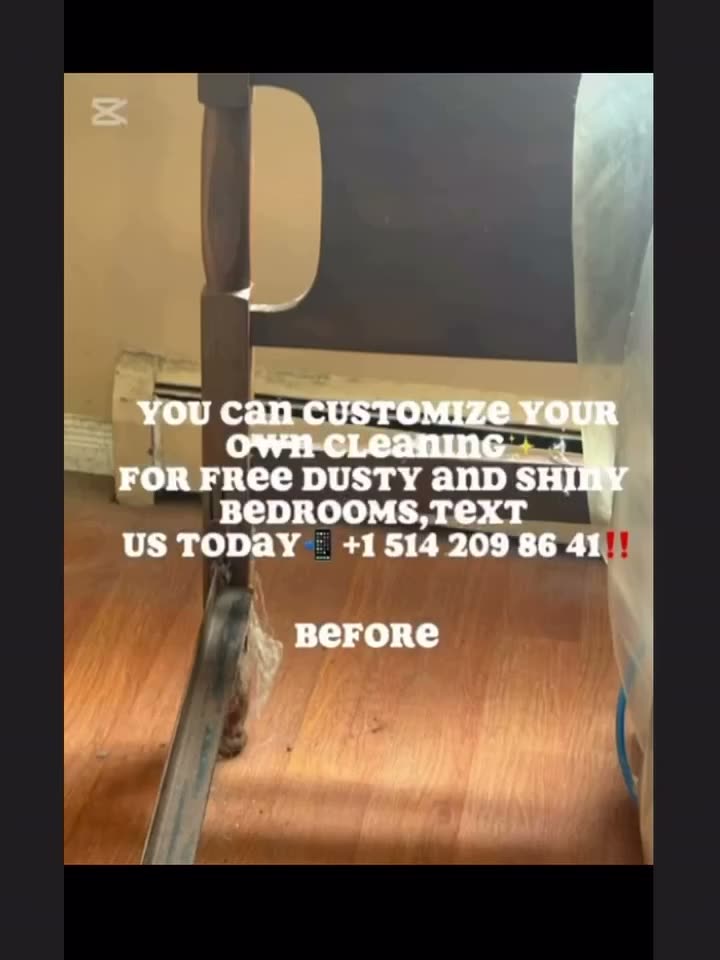 YOU CAN CUSTOMIZE YOUR
OWN CLEANING✨
FOR FREE DUSTY AND SHINY
BEDROOMS,TEXT
US TODAY📲 +1 514 209 86 41‼️
BEFORE